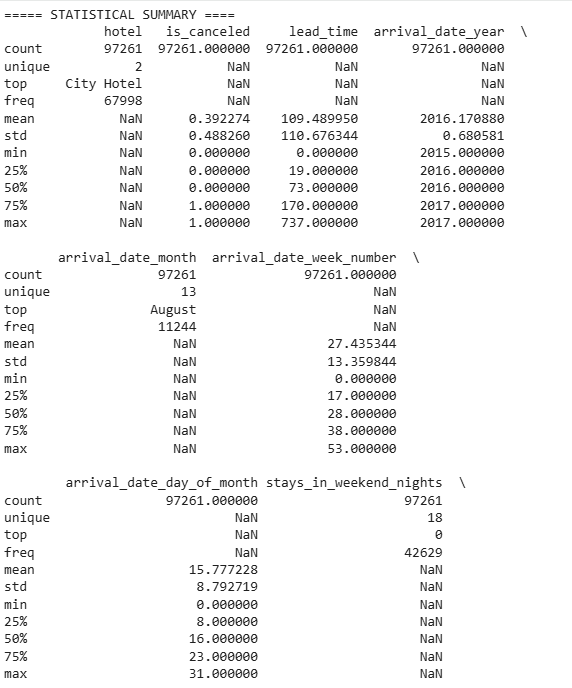 ===== STATISTICAL SUMMARY ====
hotel is_canceled lead_time arrival_date_year \
count 97261 97261.000000 97261.000000 97261.000000
unique 2 NaN NaN NaN
top City Hotel NaN NaN NaN
freq 67998 NaN NaN NaN
mean NaN 0.392274 109.489950 2016.170880
std NaN 0.488260 110.676344 0.680581
min NaN 0.000000 0.000000 2015.000000
25% NaN 0.000000 19.000000 2016.000000
50% NaN 0.000000 73.000000 2016.000000
75% NaN 1.000000 170.000000 2017.000000
max NaN 1.000000 737.000000 2017.000000
arrival_date_month arrival_date_week_number \
count 97261 97261.000000
unique 13 NaN
top August NaN
freq 11244 NaN
mean NaN 27.435344
std NaN 13.359844
min NaN 0.000000
25% NaN 17.000000
50% NaN 28.000000
75% NaN 38.000000
max NaN 53.000000
arrival_date_day_of_month stays_in_weekend_nights \
count 97261.000000 97261
unique NaN 18
top NaN 0
freq NaN 42629
mean 15.777228 NaN
std 8.792719 NaN
min 0.000000 NaN
25% 8.000000 NaN
50% 16.000000 NaN
75% 23.000000 NaN
max 31.000000 NaN